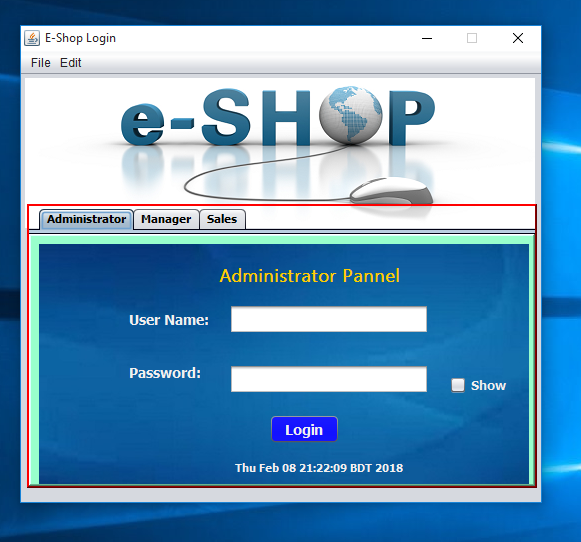 E-Shop Login
File Edit
e-SHOP
Administrator Manager Sales
Administrator Pannel
User Name:
Password:
Show
Login
Thu Feb 08 21:22:09 BDT 2018